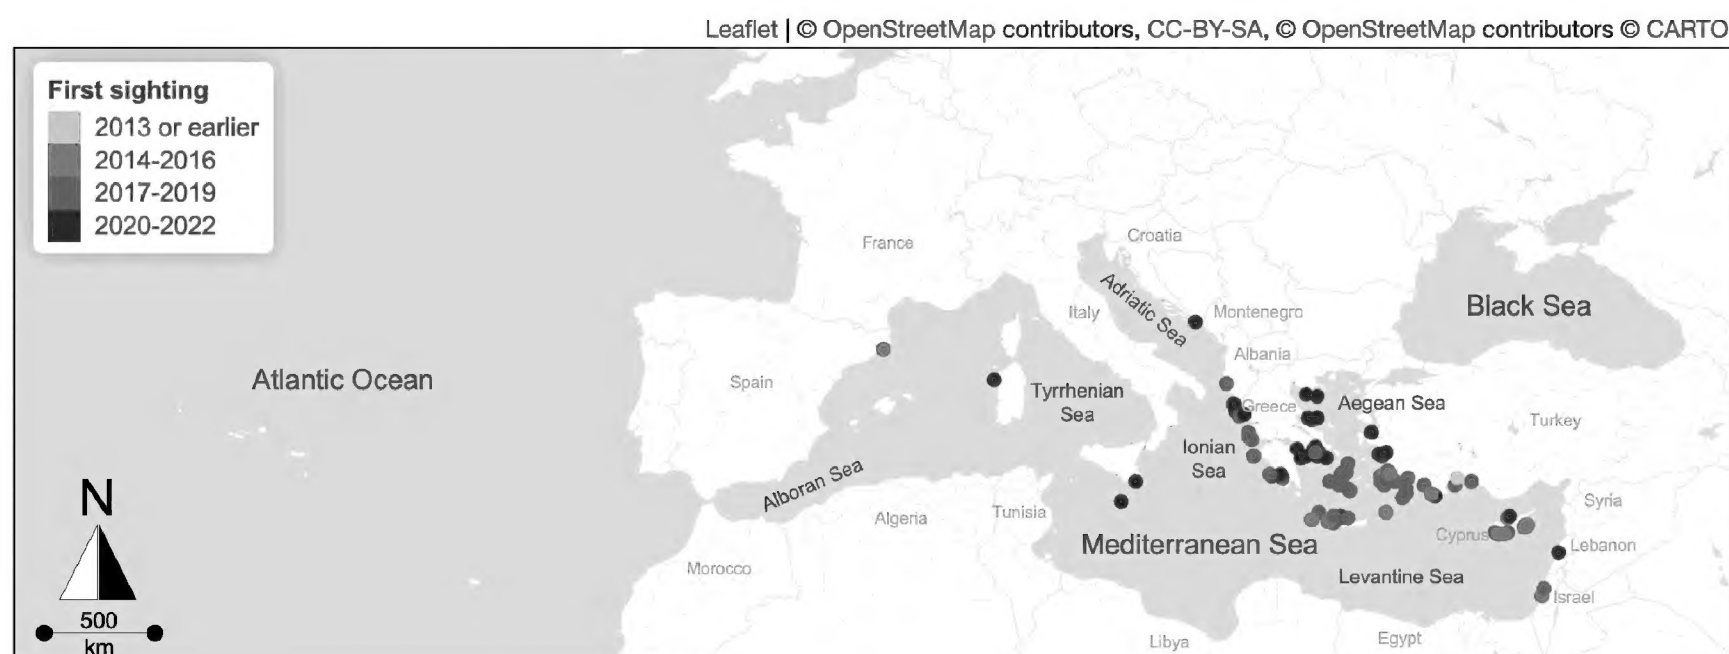 Leaflet | © OpenStreetMap contributors, CC-BY-SA, © OpenStreetMap contributors © CARTO
First sighting
2013 or earlier
2014-2016
2017-2019
2020-2022
France
Croatia
Adriatic Sea
Italy
Montenegro
Black Sea
Albania
Atlantic Ocean
Spain
Tyrrhenian
Sea
Greece
Aegean Sea
Turkey
Ionian
Sea
Alboran Sea
N
Syria
Algeria
Tunisia
Mediterranean Sea
Cyprus
Lebanon
Morocco
Levantine Sea
Israel
500
km
Libya
Egypt